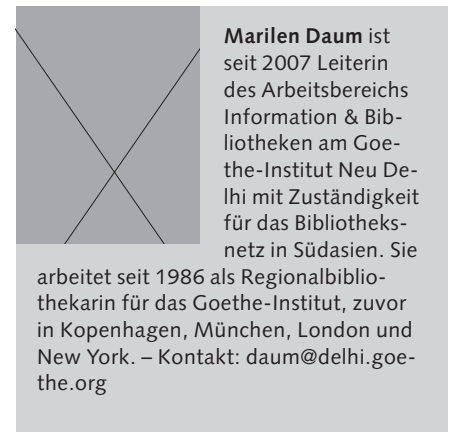 Marilen Daum ist
seit 2007 Leiterin
des Arbeitsbereichs
Information & Bib-
liotheken am Goe-
the-Institut Neu De-
lhi mit Zuständigkeit
für das Bibliotheks-
netz in Südasien. Sie
arbeitet seit 1986 als Regionalbiblio-
thekarin für das Goethe-Institut, zuvor
in Kopenhagen, München, London und
New York. – Kontakt: daum@delhi.goe-
the.org